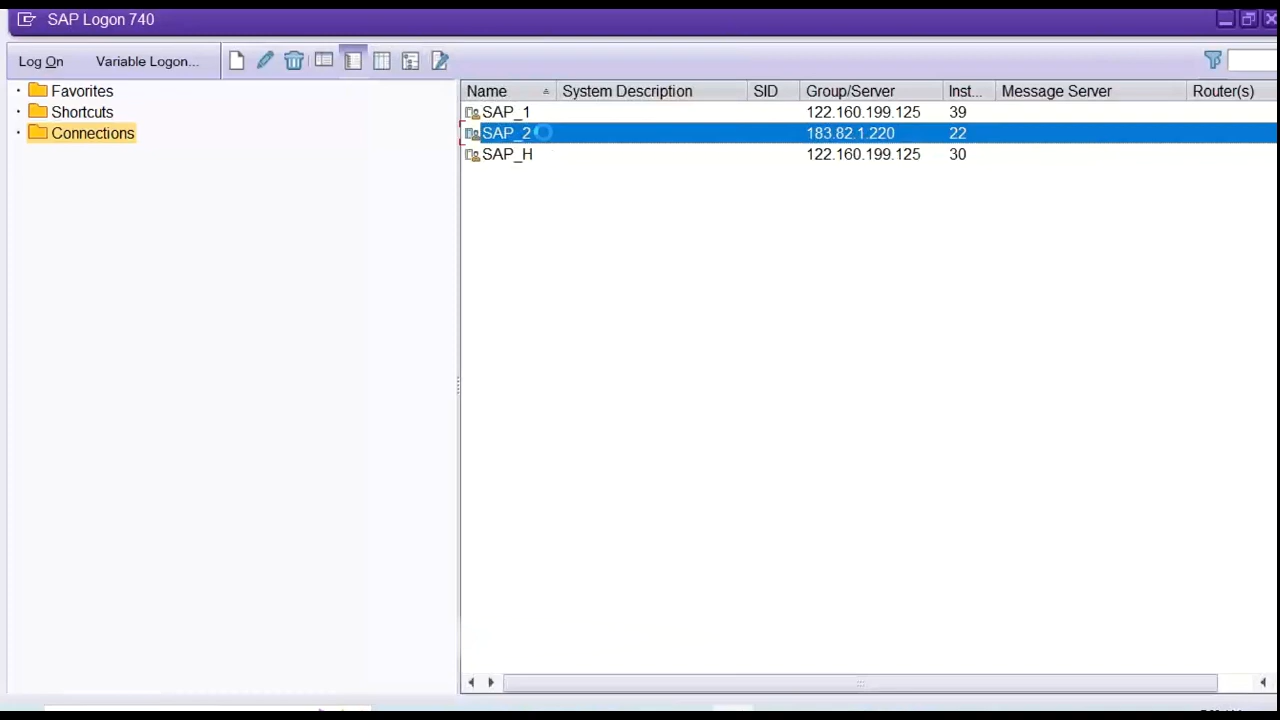 SAP Logon 740
Log On Variable Logon...
Favorites
Shortcuts
Connections
Name System Description SID Group/Server Inst... Message Server Router(s)
SAP_1 122.160.199.125 39
SAP_2 183.82.1.220 22
SAP_H 122.160.199.125 30